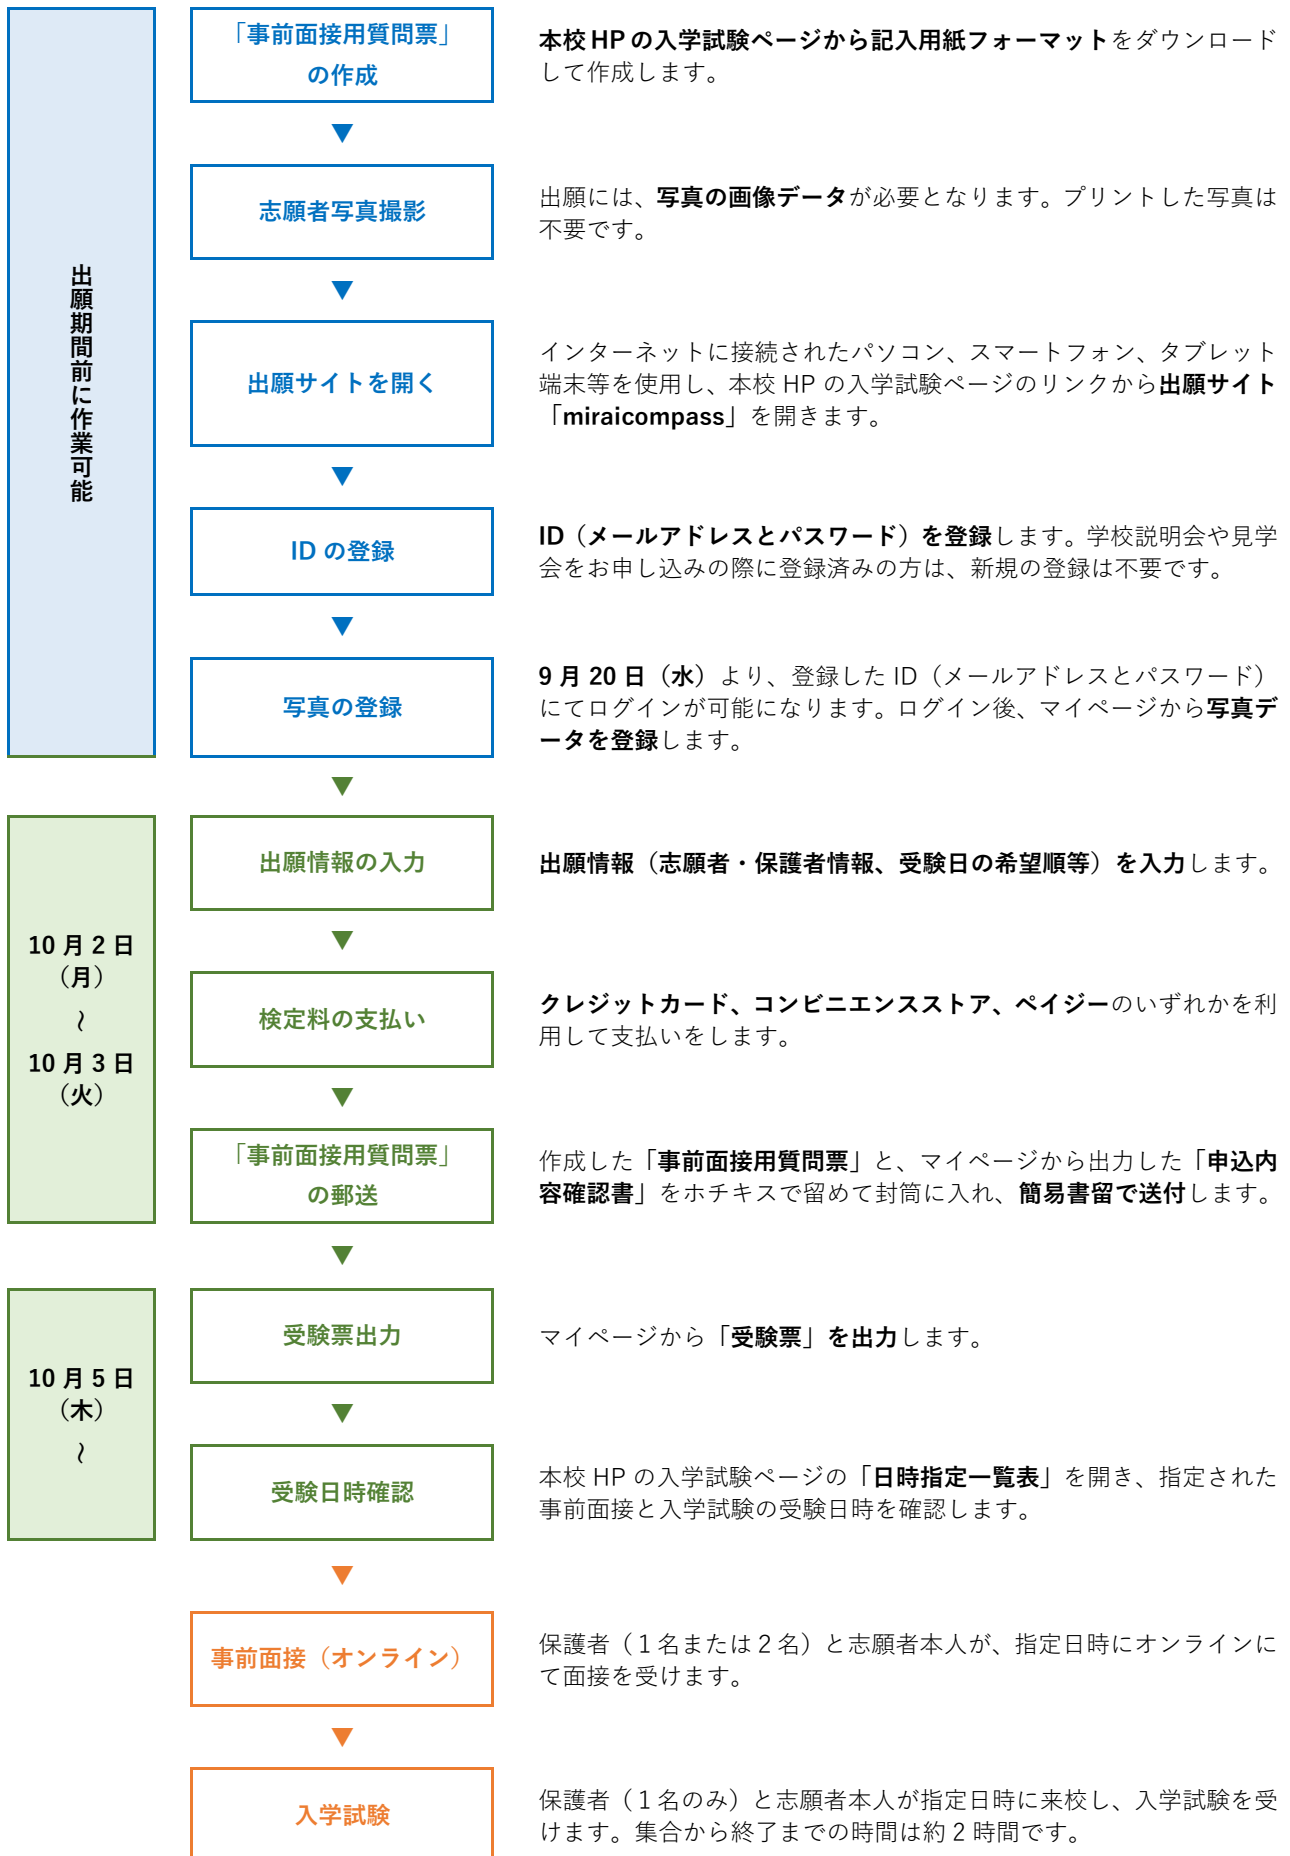 出願期間前に作業可能
「事前面接用質問票」
の作成
本校 HP の入学試験ページから記入用紙フォーマットをダウンロード
して作成します。
▼
志願者写真撮影
出願には、写真の画像データが必要となります。プリントした写真は
不要です。
▼
出願サイトを開く
インターネットに接続されたパソコン、スマートフォン、タブレット
端末等を使用し、本校 HP の入学試験ページのリンクから出願サイト
「miraicompass」を開きます。
▼
ID の登録
ID（メールアドレスとパスワード）を登録します。学校説明会や見学
会をお申し込みの際に登録済みの方は、新規の登録は不要です。
▼
写真の登録
9 月 20 日（水）より、登録した ID（メールアドレスとパスワード）
にてログインが可能になります。ログイン後、マイページから写真デ
ータを登録します。
▼
10 月 2 日
（月）
～
10 月 3 日
（火）
出願情報の入力
出願情報（志願者・保護者情報、受験日の希望順等）を入力します。
▼
検定料の支払い
クレジットカード、コンビニエンスストア、ペイジーのいずれかを利
用して支払いをします。
▼
「事前面接用質問票」
の郵送
作成した「事前面接用質問票」と、マイページから出力した「申込内
容確認書」をホチキスで留めて封筒に入れ、簡易書留で送付します。
▼
10 月 5 日
（木）
～
受験票出力
マイページから「受験票」を出力します。
▼
受験日時確認
本校 HP の入学試験ページの「日時指定一覧表」を開き、指定された
事前面接と入学試験の受験日時を確認します。
▼
事前面接（オンライン）
保護者（１名または２名）と志願者本人が、指定日時にオンラインに
て面接を受けます。
▼
入学試験
保護者（１名のみ）と志願者本人が指定日時に来校し、入学試験を受
けます。集合から終了までの時間は約 2 時間です。